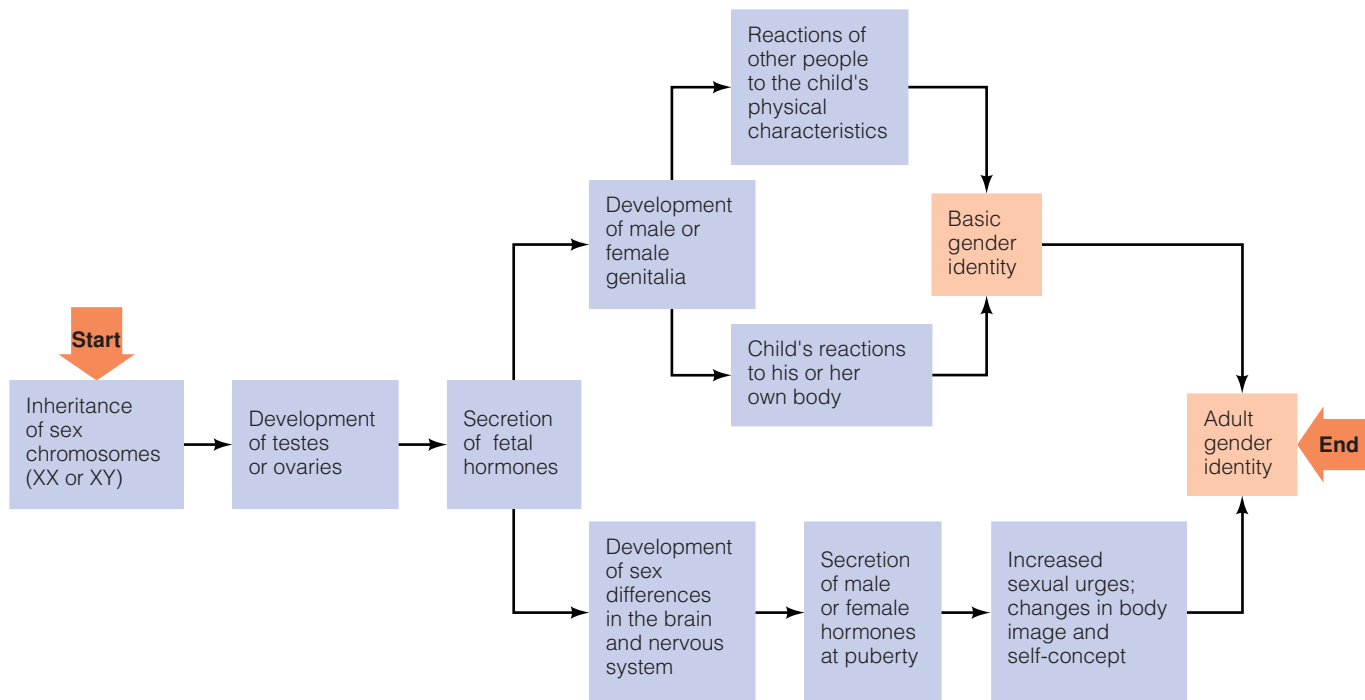 Start
Inheritance
of sex
chromosomes
(XX or XY)
Development
of testes
or ovaries
Secretion
of fetal
hormones
Development
of male or
female
genitalia
Reactions of
other people
to the child's
physical
characteristics
Child's reactions
to his or her
own body
Basic
gender
identity
Development
of sex
differences
in the brain
and nervous
system
Secretion
of male
or female
hormones
at puberty
Increased
sexual urges;
changes in body
image and
self-concept
Adult
gender
identity
End